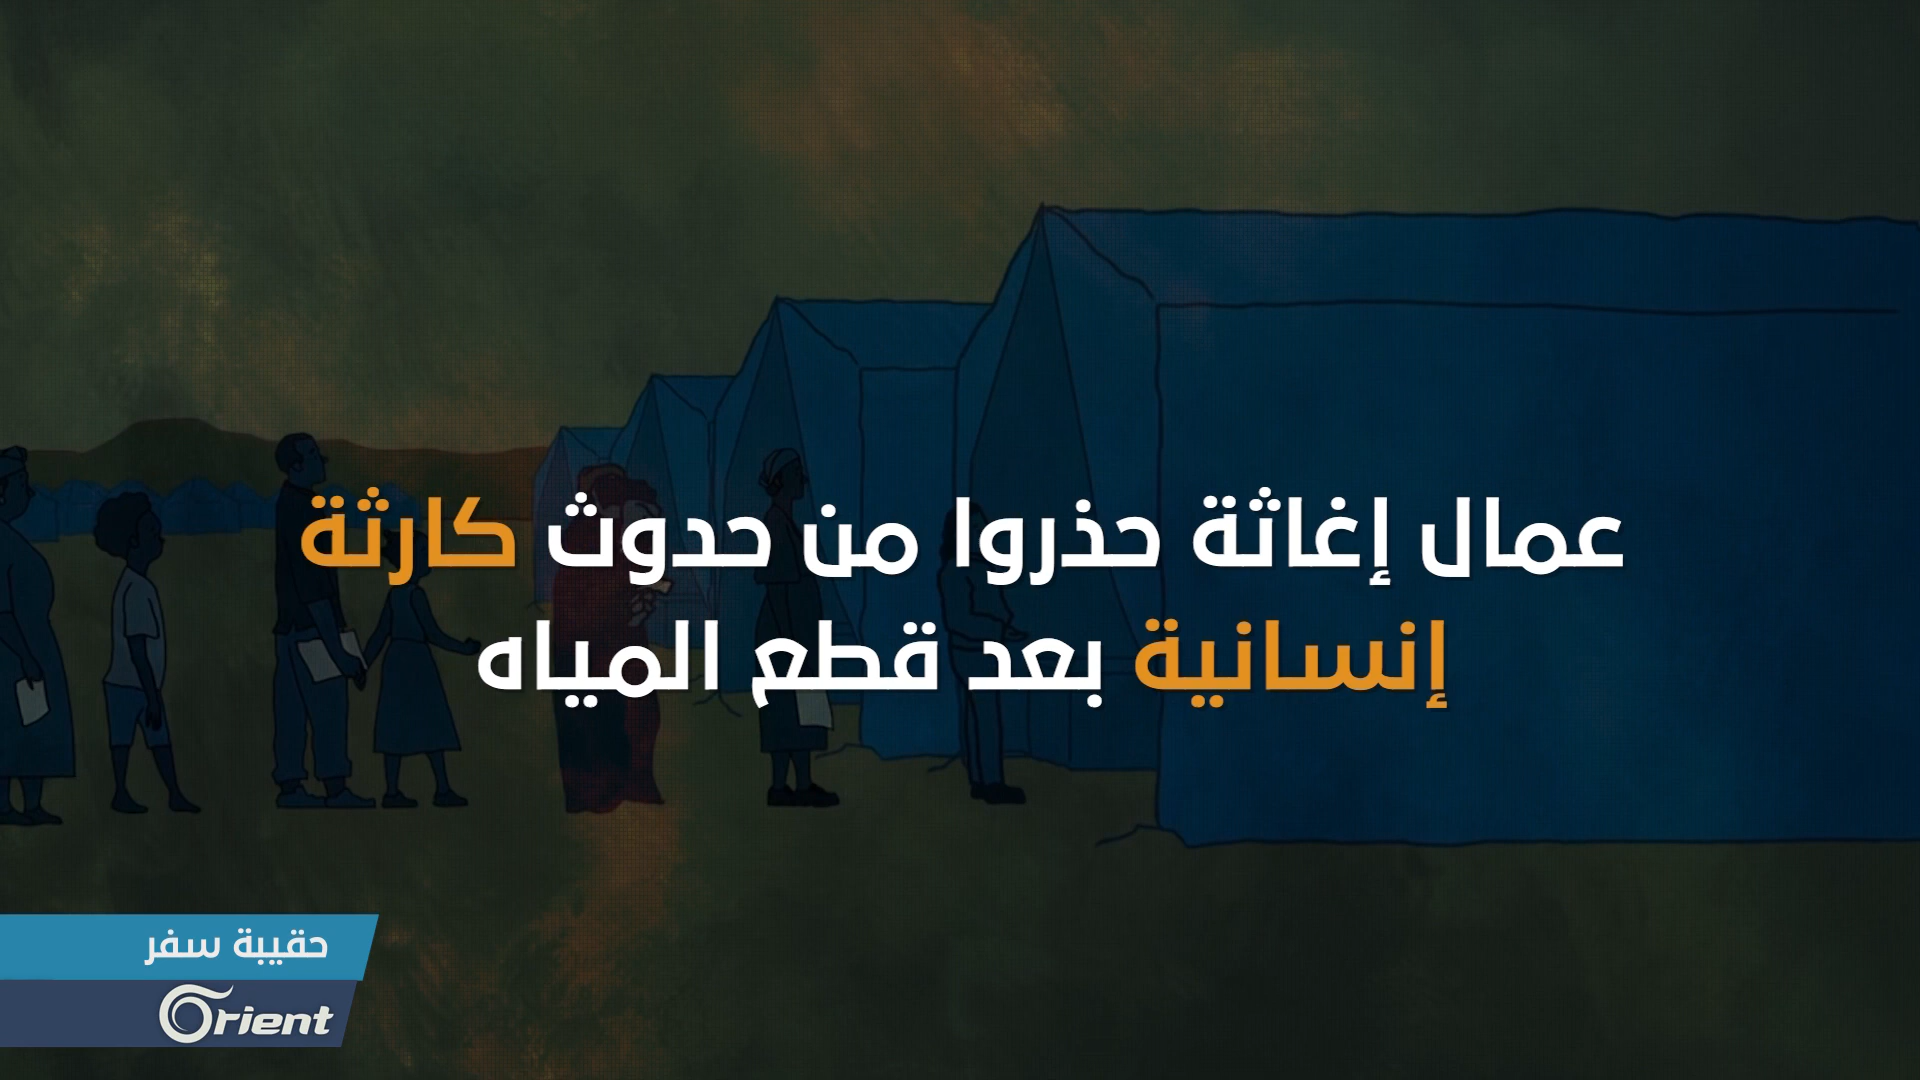 عمال إغاثة حذروا من حدوث كارثة
إنسانية بعد قطع المياه
حقيبة سفر
Orient